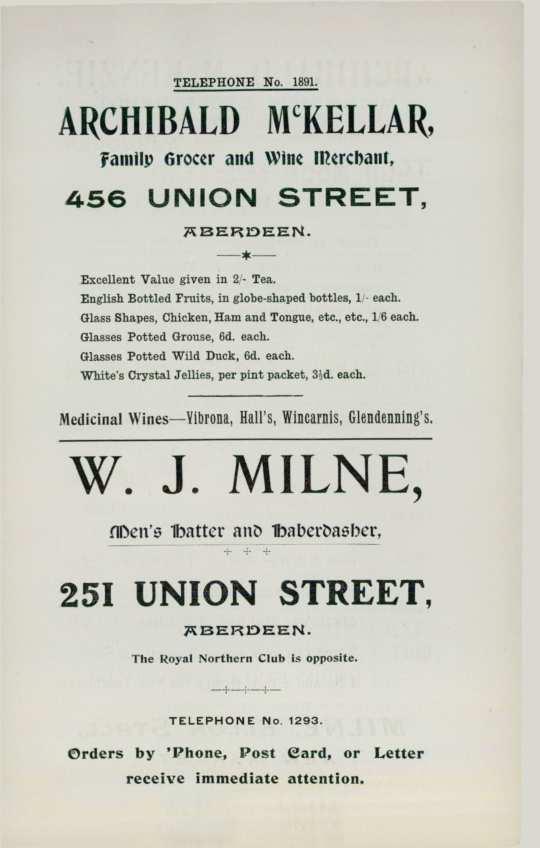 TELEPHONE No. 1891.
ARCHIBALD McKELLAR,
Family Grocer and Wine Merchant,
456 UNION STREET,
ABERDEEN.
Excellent Value given in 2/- Tea.
English Bottled Fruits, in globe-shaped bottles, 1/- each.
Glass Shapes, Chicken, Ham and Tongue, etc., etc., 1/6 each.
Glasses Potted Grouse, 6d. each.
Glasses Potted Wild Duck, 6d. each.
White's Crystal Jellies, per pint packet, 3½d. each.
Medicinal Wines—Vibrona, Hall's, Wincarnis, Glendenning's.
W. J. MILNE,
Men's Hatter and Haberdasher,
251 UNION STREET,
ABERDEEN.
The Royal Northern Club is opposite.
TELEPHONE No. 1293.
Orders by 'Phone, Post Card, or Letter
receive immediate attention.